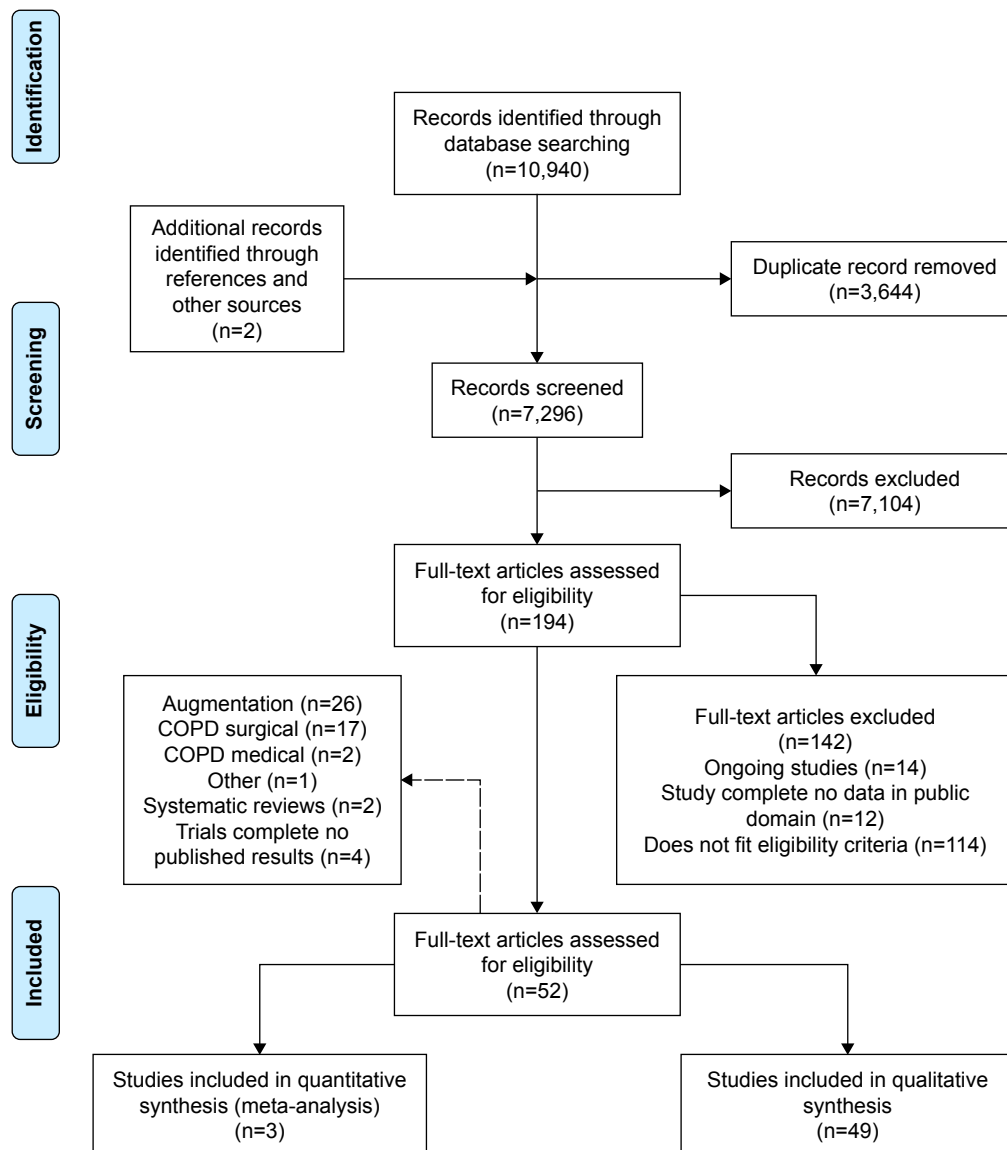 Identification
Records identified through
database searching
(n=10,940)
Additional records
identified through
references and
other sources
(n=2)
Duplicate record removed
(n=3,644)
Screening
Records screened
(n=7,296)
Records excluded
(n=7,104)
Eligibility
Full-text articles assessed
for eligibility
(n=194)
Augmentation (n=26)
COPD surgical (n=17)
COPD medical (n=2)
Other (n=1)
Systematic reviews (n=2)
Trials complete no
published results (n=4)
Full-text articles excluded
(n=142)
Ongoing studies (n=14)
Study complete no data in public
domain (n=12)
Does not fit eligibility criteria (n=114)
Included
Full-text articles assessed
for eligibility
(n=52)
Studies included in quantitative
synthesis (meta-analysis)
(n=3)
Studies included in qualitative
synthesis
(n=49)